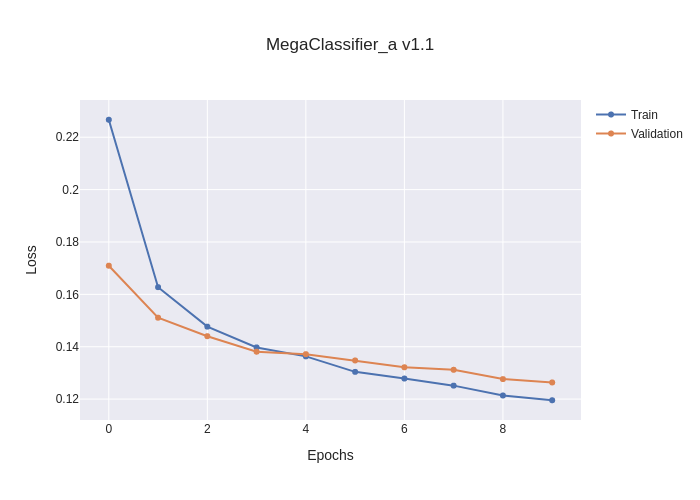 MegaClassifier_a v1.1
Train
Validation
0.22
0.2
0.18
0.16
0.14
0.12
Loss
0 2 4 6 8
Epochs